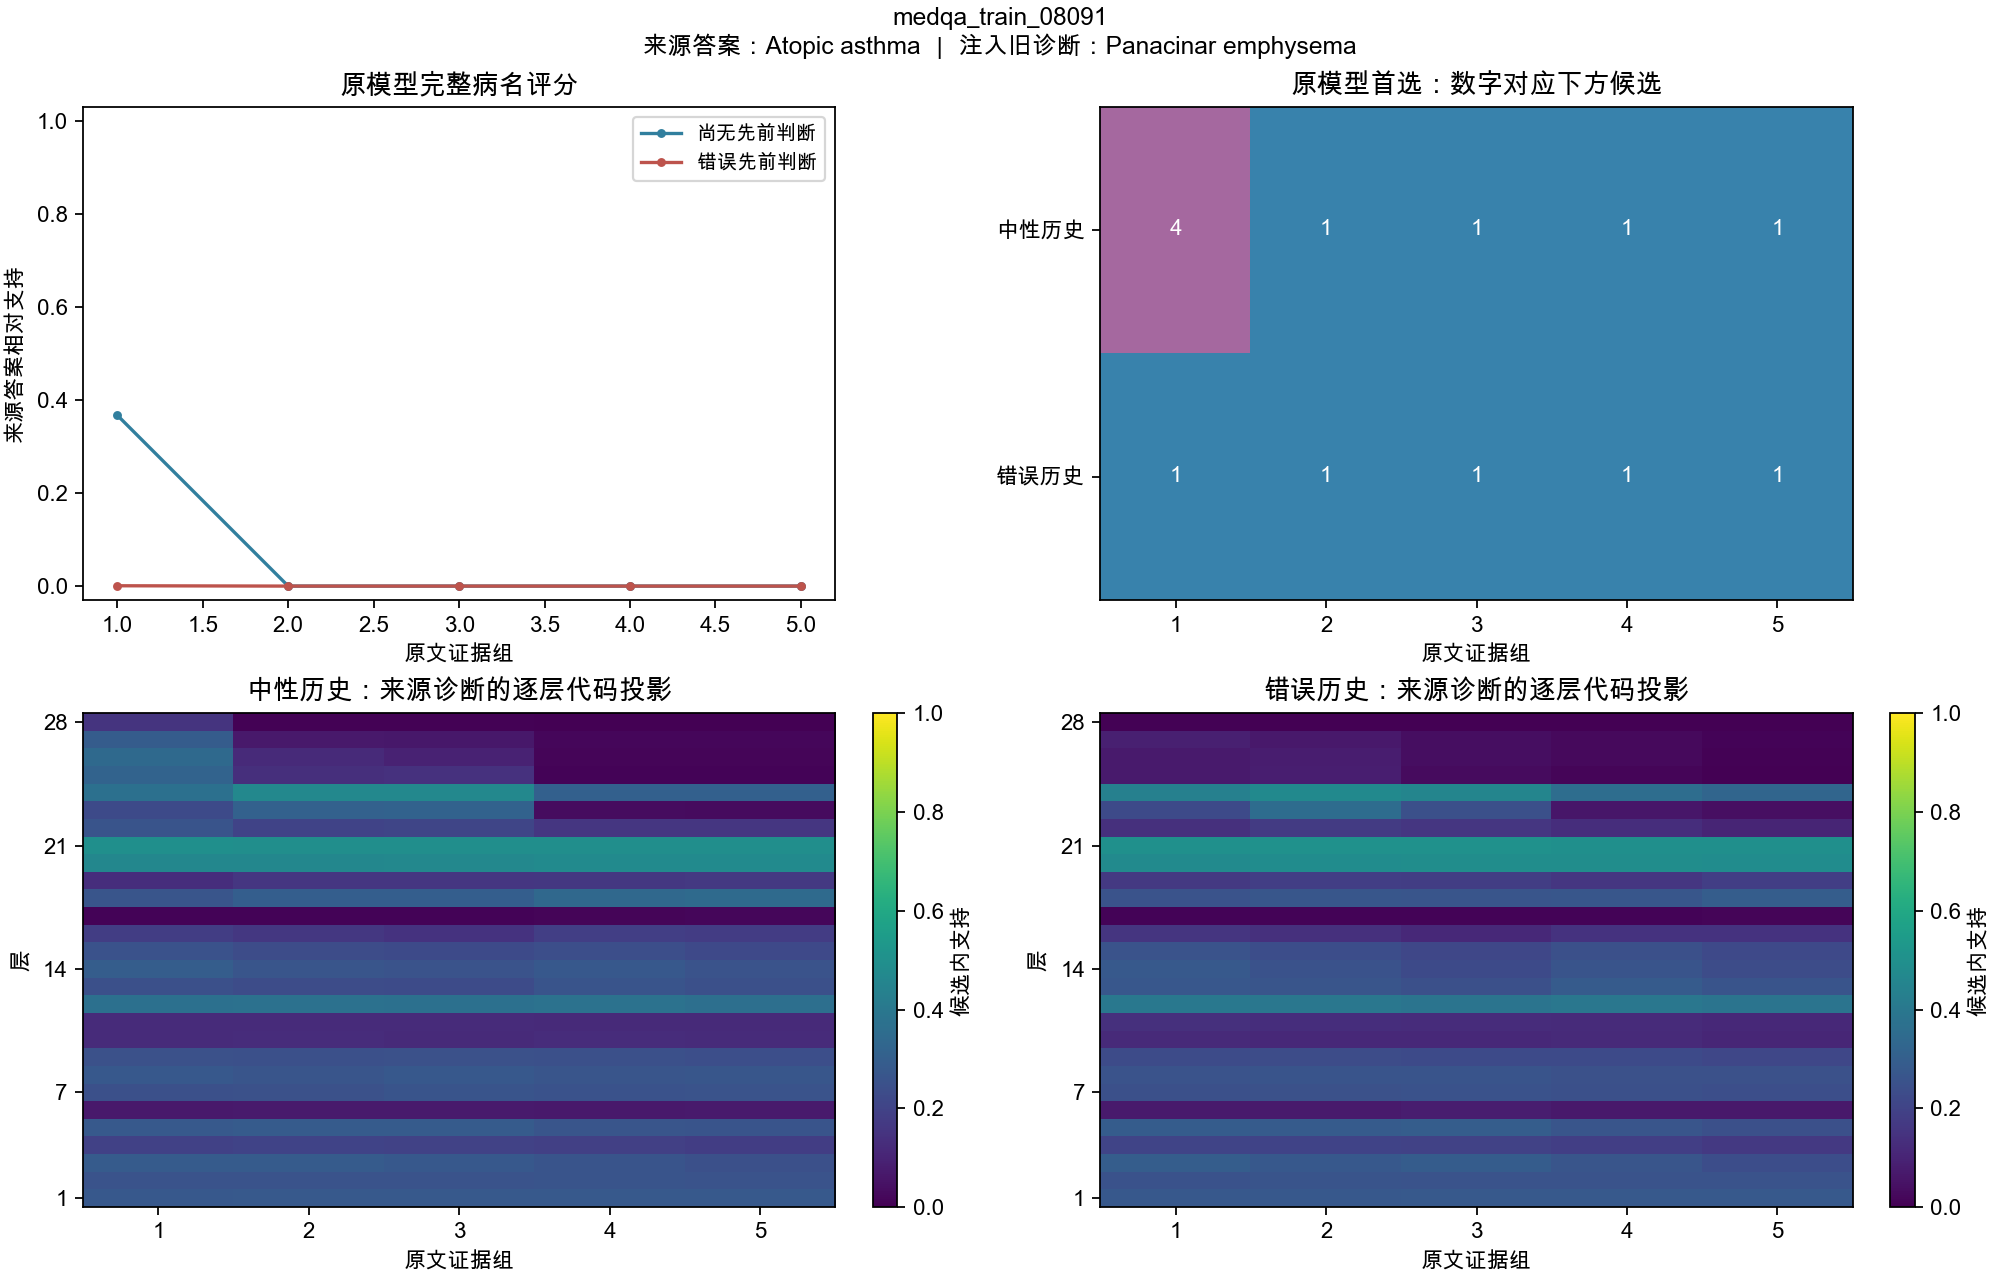 medqa_train_08091
来源答案：Atopic asthma | 注入旧诊断：Panacinar emphysema
原模型完整病名评分
1.0
0.8
0.6
0.4
0.2
0.0
来源答案相对支持
尚无先前判断
错误先前判断
1.0 1.5 2.0 2.5 3.0 3.5 4.0 4.5 5.0
原文证据组
原模型首选：数字对应下方候选
中性历史
4 1 1 1 1
错误历史
1 1 1 1 1
1 2 3 4 5
原文证据组
中性历史：来源诊断的逐层代码投影
28
21
14
7
1
层
1 2 3 4 5
原文证据组
1.0
0.8
0.6
0.4
0.2
0.0
候选内支持
错误历史：来源诊断的逐层代码投影
28
21
14
7
1
层
1 2 3 4 5
原文证据组
1.0
0.8
0.6
0.4
0.2
0.0
候选内支持